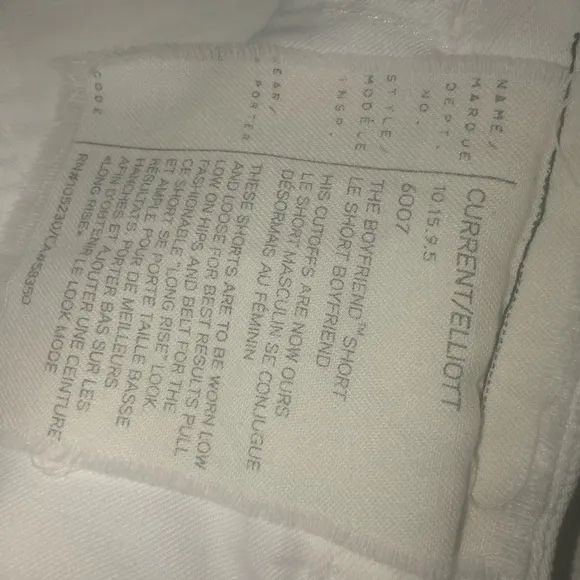 NAME / MARQUE CURRENT/ELLIOTT
DEPT. 10.15.9.5
NO. 6007
STYLE / MODÈLE THE BOYFRIEND™ SHORT
LE SHORT BOYFRIEND
INSP. HIS CUTOFFS ARE NOW OURS
LE SHORT MASCULIN SE CONJUGUE
DÉSORMAIS AU FÉMININ
WEAR / PORTER THESE SHORTS ARE TO BE WORN LOW
AND LOOSE FOR BEST RESULTS PULL
LOW ON HIPS AND BELT FOR THE
FASHIONABLE "LONG RISE" LOOK.
CE SHORT SE PORTE TAILLE BASSE
ET AMPLE POUR DE MEILLEURS
RÉSULTATS PORTER BAS SUR LES
HANCHES ET AJOUTER UNE CEINTURE
AFIN D'OBTENIR LE LOOK MODE
«LONG RISE»
CODE RN#105230/CA#